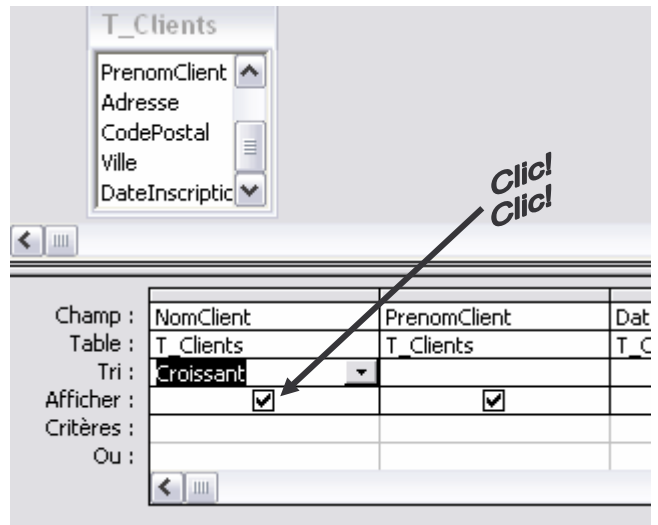 T_Clients
PrenomClient
Adresse
CodePostal
Ville
DateInscriptic
Clic!
Clic!
Champ : NomClient PrenomClient Dat
Table : T_Clients T_Clients T_C
Tri : Croissant
Afficher :
Critères :
Ou :